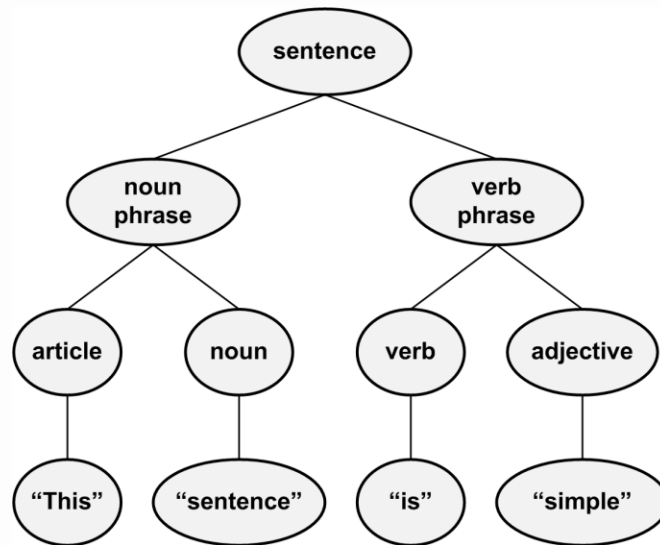 sentence
noun
phrase
verb
phrase
article
noun
verb
adjective
“This”
“sentence”
“is”
“simple”